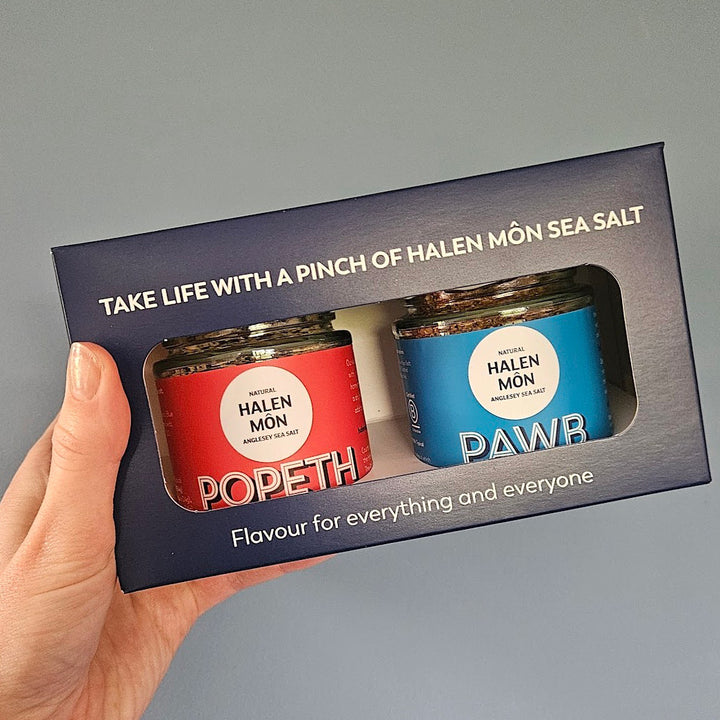 TAKE LIFE WITH A PINCH OF HALEN MÔN SEA SALT
NATURAL
HALEN
MÔN
ANGLESEY SEA SALT
POPETH
NATURAL
HALEN
MÔN
ANGLESEY SEA SALT
PAWB
Flavour for everything and everyone